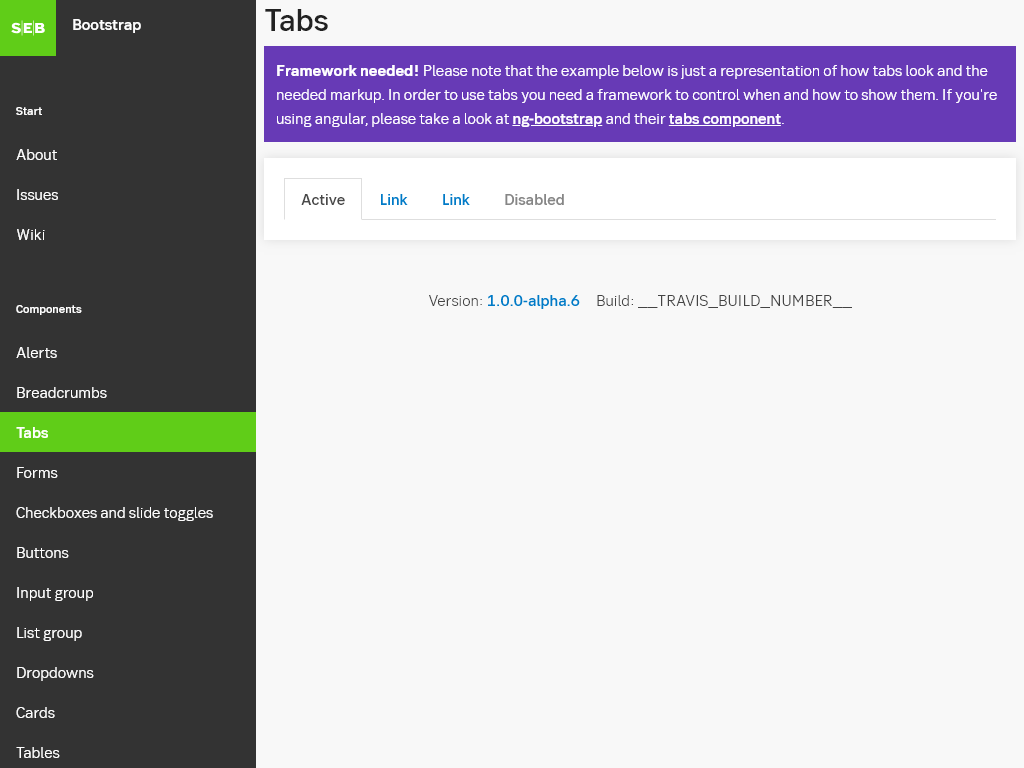 SEB
Bootstrap
Start
About
Issues
Wiki
Components
Alerts
Breadcrumbs
Tabs
Forms
Checkboxes and slide toggles
Buttons
Input group
List group
Dropdowns
Cards
Tables
Tabs
Framework needed! Please note that the example below is just a representation of how tabs look and the
needed markup. In order to use tabs you need a framework to control when and how to show them. If you're
using angular, please take a look at ng-bootstrap and their tabs component.
Active Link Link Disabled
Version: 1.0.0-alpha.6 Build: __TRAVIS_BUILD_NUMBER__